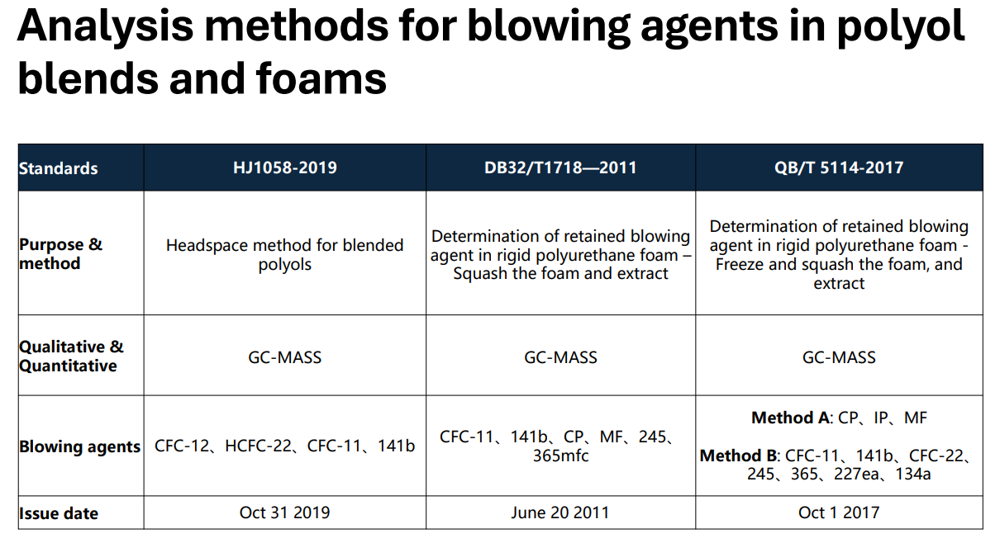 Analysis methods for blowing agents in polyol
blends and foams
Standards
HJ1058-2019
DB32/T1718—2011
QB/T 5114-2017
Purpose &
method
Headspace method for blended
polyols
Determination of retained blowing
agent in rigid polyurethane foam –
Squash the foam and extract
Determination of retained blowing
agent in rigid polyurethane foam -
Freeze and squash the foam, and
extract
Qualitative &
Quantitative
GC-MASS
GC-MASS
GC-MASS
Blowing agents
CFC-12、HCFC-22、CFC-11、141b
CFC-11、141b、CP、MF、245、
365mfc
Method A: CP、IP、MF
Method B: CFC-11、141b、CFC-22、
245、365、227ea、134a
Issue date
Oct 31 2019
June 20 2011
Oct 1 2017